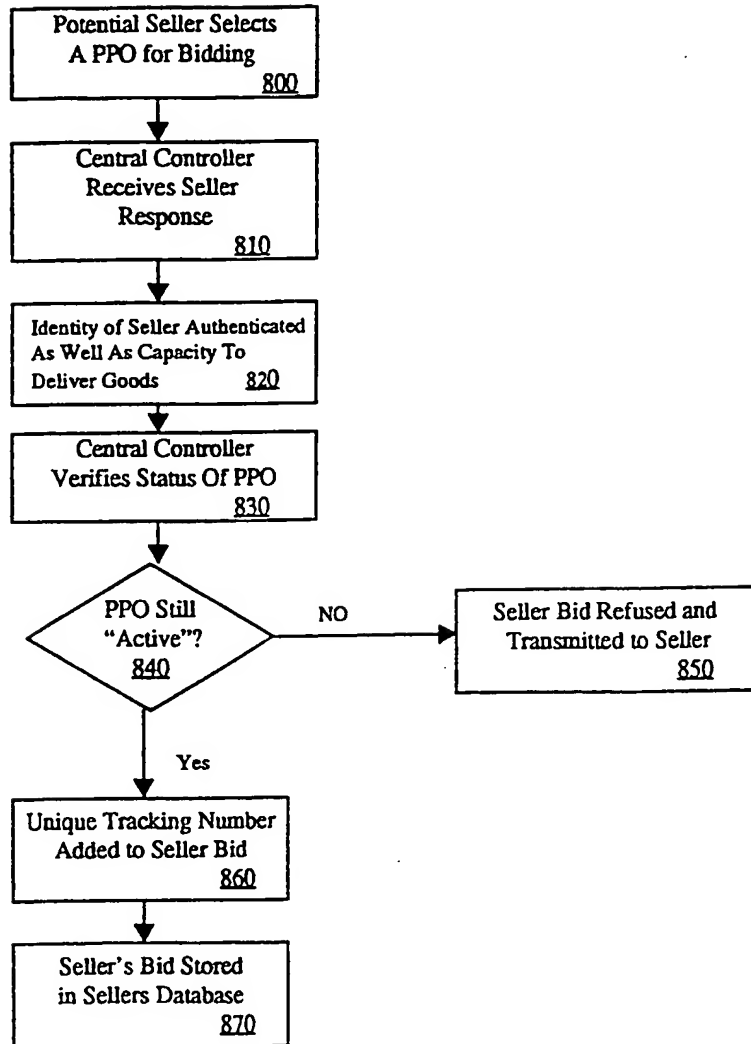 Potential Seller Selects
A PPO for Bidding
800
Central Controller
Receives Seller
Response
810
Identity of Seller Authenticated
As Well As Capacity To
Deliver Goods 820
Central Controller
Verifies Status Of PPO
830
PPO Still
"Active"?
840
NO
Seller Bid Refused and
Transmitted to Seller
850
Yes
Unique Tracking Number
Added to Seller Bid
860
Seller's Bid Stored
in Sellers Database
870